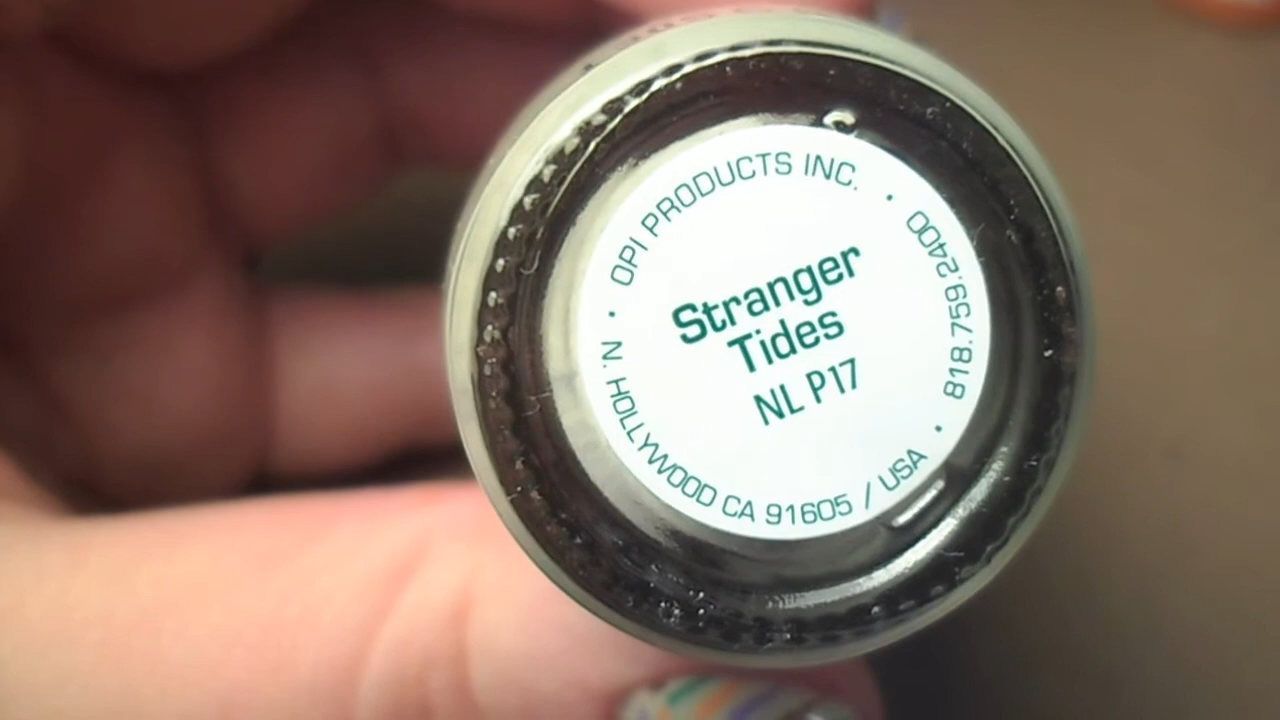 OPI PRODUCTS INC. • 818.759.2400 • N. HOLLYWOOD CA 91605 / USA •
Stranger
Tides
NL P17